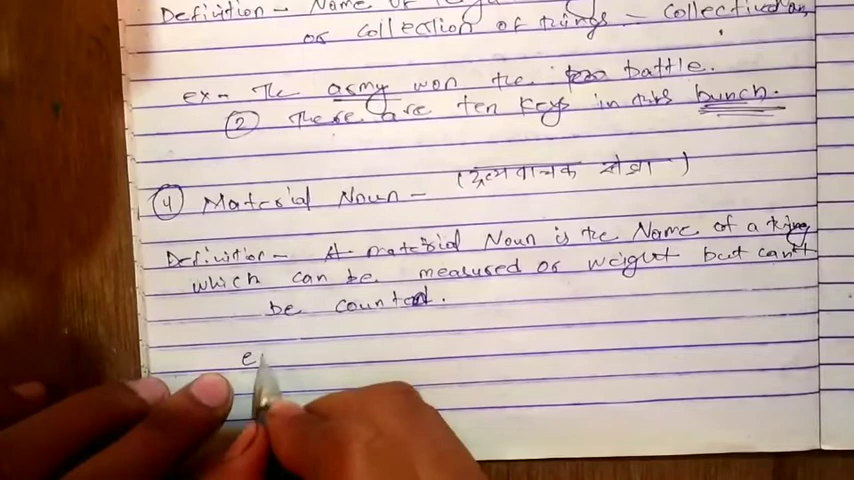 Definition - Name of
or collection of things - collective
ex - The army won the battle.
② There are ten keys in this bunch.
④ Material Noun - (द्रव्यवाचक संज्ञा)
Definition - A material Noun is the Name of a thing
which can be measured or weight but can't
be counted.
e